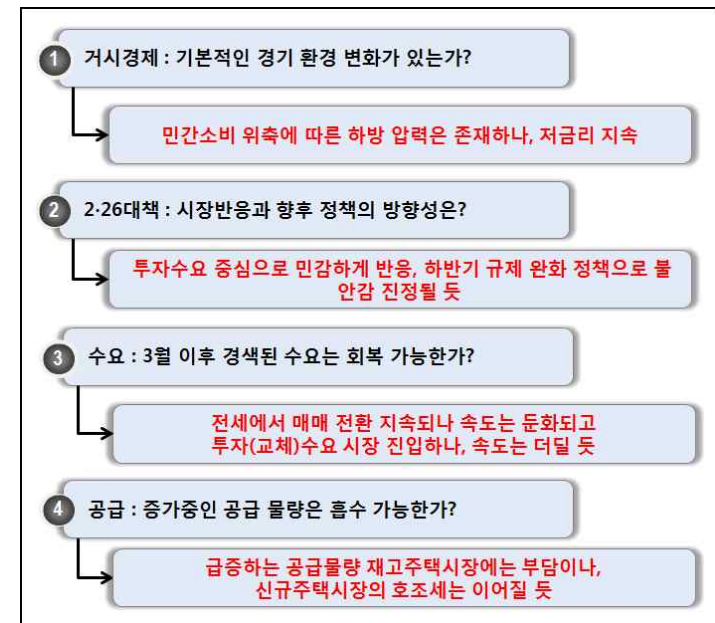 1 거시경제 : 기본적인 경기 환경 변화가 있는가?
민간소비 위축에 따른 하방 압력은 존재하나, 저금리 지속
2 2·26대책 : 시장반응과 향후 정책의 방향성은?
투자수요 중심으로 민감하게 반응, 하반기 규제 완화 정책으로 불
안감 진정될 듯
3 수요 : 3월 이후 경색된 수요는 회복 가능한가?
전세에서 매매 전환 지속되나 속도는 둔화되고
투자(교체)수요 시장 진입하나, 속도는 더딜 듯
4 공급 : 증가중인 공급 물량은 흡수 가능한가?
급증하는 공급물량 재고주택시장에는 부담이나,
신규주택시장의 호조세는 이어질 듯